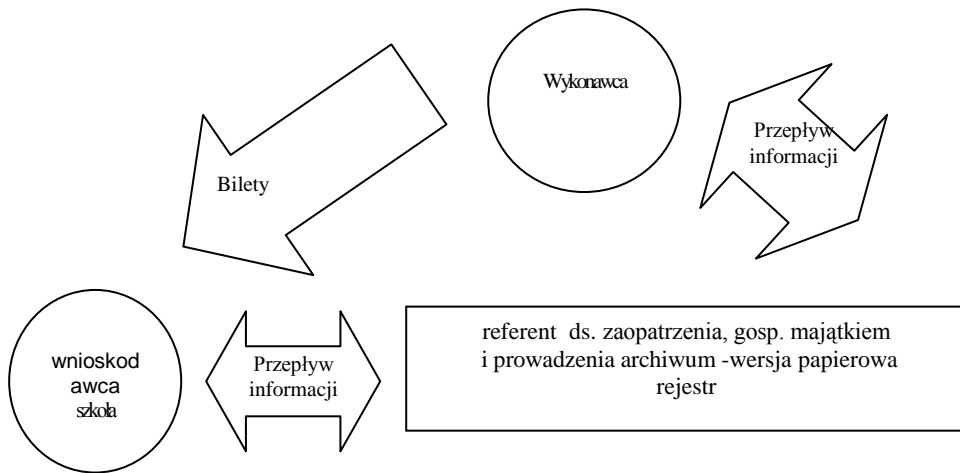 Wykonawca
Przepływ
informacji
Bilety
wnioskod
awca
szkoła
Przepływ
informacji
referent ds. zaopatrzenia, gosp. majątkiem
i prowadzenia archiwum -wersja papierowa
rejestr